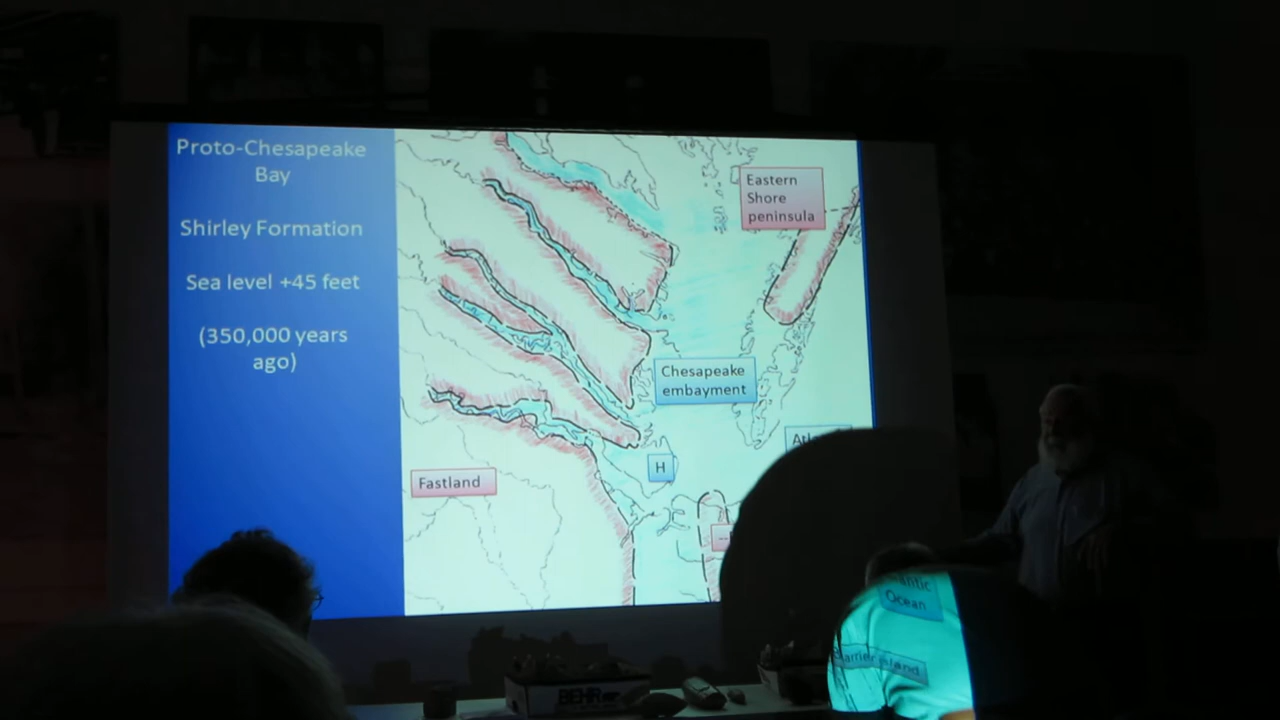 Proto-Chesapeake
Bay
Shirley Formation
Sea level +45 feet
(350,000 years
ago)
Eastern
Shore
peninsula
Chesapeake
embayment
H
Fastland
Ocean
BEHR